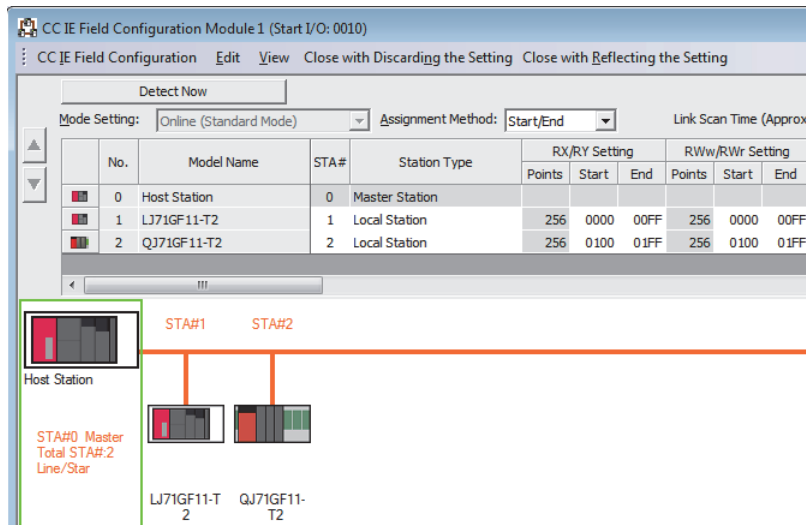 CC IE Field Configuration Module 1 (Start I/O: 0010)
CC IE Field Configuration Edit View Close with Discarding the Setting Close with Reflecting the Setting
Detect Now
Mode Setting: Online (Standard Mode) Assignment Method: Start/End Link Scan Time (Approx
No. Model Name STA# Station Type RX/RY Setting RWw/RWr Setting
Points Start End Points Start End
0 Host Station 0 Master Station
1 LJ71GF11-T2 1 Local Station 256 0000 00FF 256 0000 00FF
2 QJ71GF11-T2 2 Local Station 256 0100 01FF 256 0100 01FF
STA#1 STA#2
Host Station
STA#0 Master
Total STA#:2
Line/Star
LJ71GF11-T
2
QJ71GF11-
T2